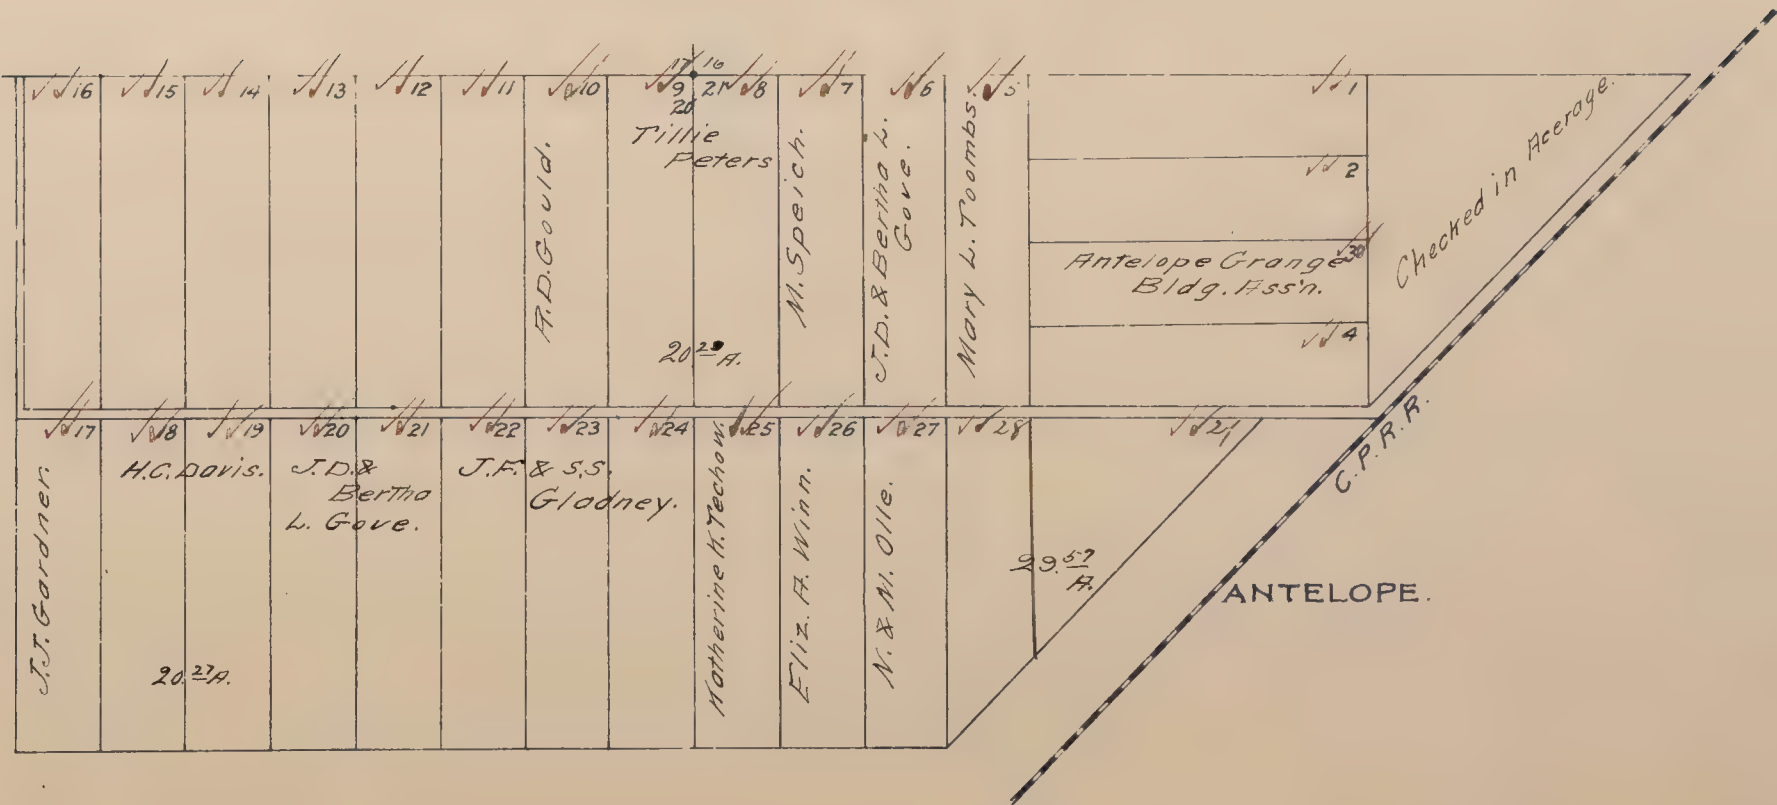 17 16
16 15 14 13 12 11 10 9 21 8 7 6 5 1
20
Tillie
Peters
R.D. Gould.
M. Speich.
J.D. & Bertha L.
Gove.
Mary L. Toombs.
2
30
Antelope Grange
Bldg. Ass'n.
4
Checked in Acerage.
20 29 A.
17 18 19 20 21 22 23 24 25 26 27 28
C.P.R.R.
J.J. Gardner.
H.C. Davis.
J.D. &
Bertha
L. Gove.
J.F. & S.S.
Gladney.
Katherine K. Techow.
Eliz. A. Winn.
N. & M. Olle.
29.57
A.
ANTELOPE.
20.27 A.